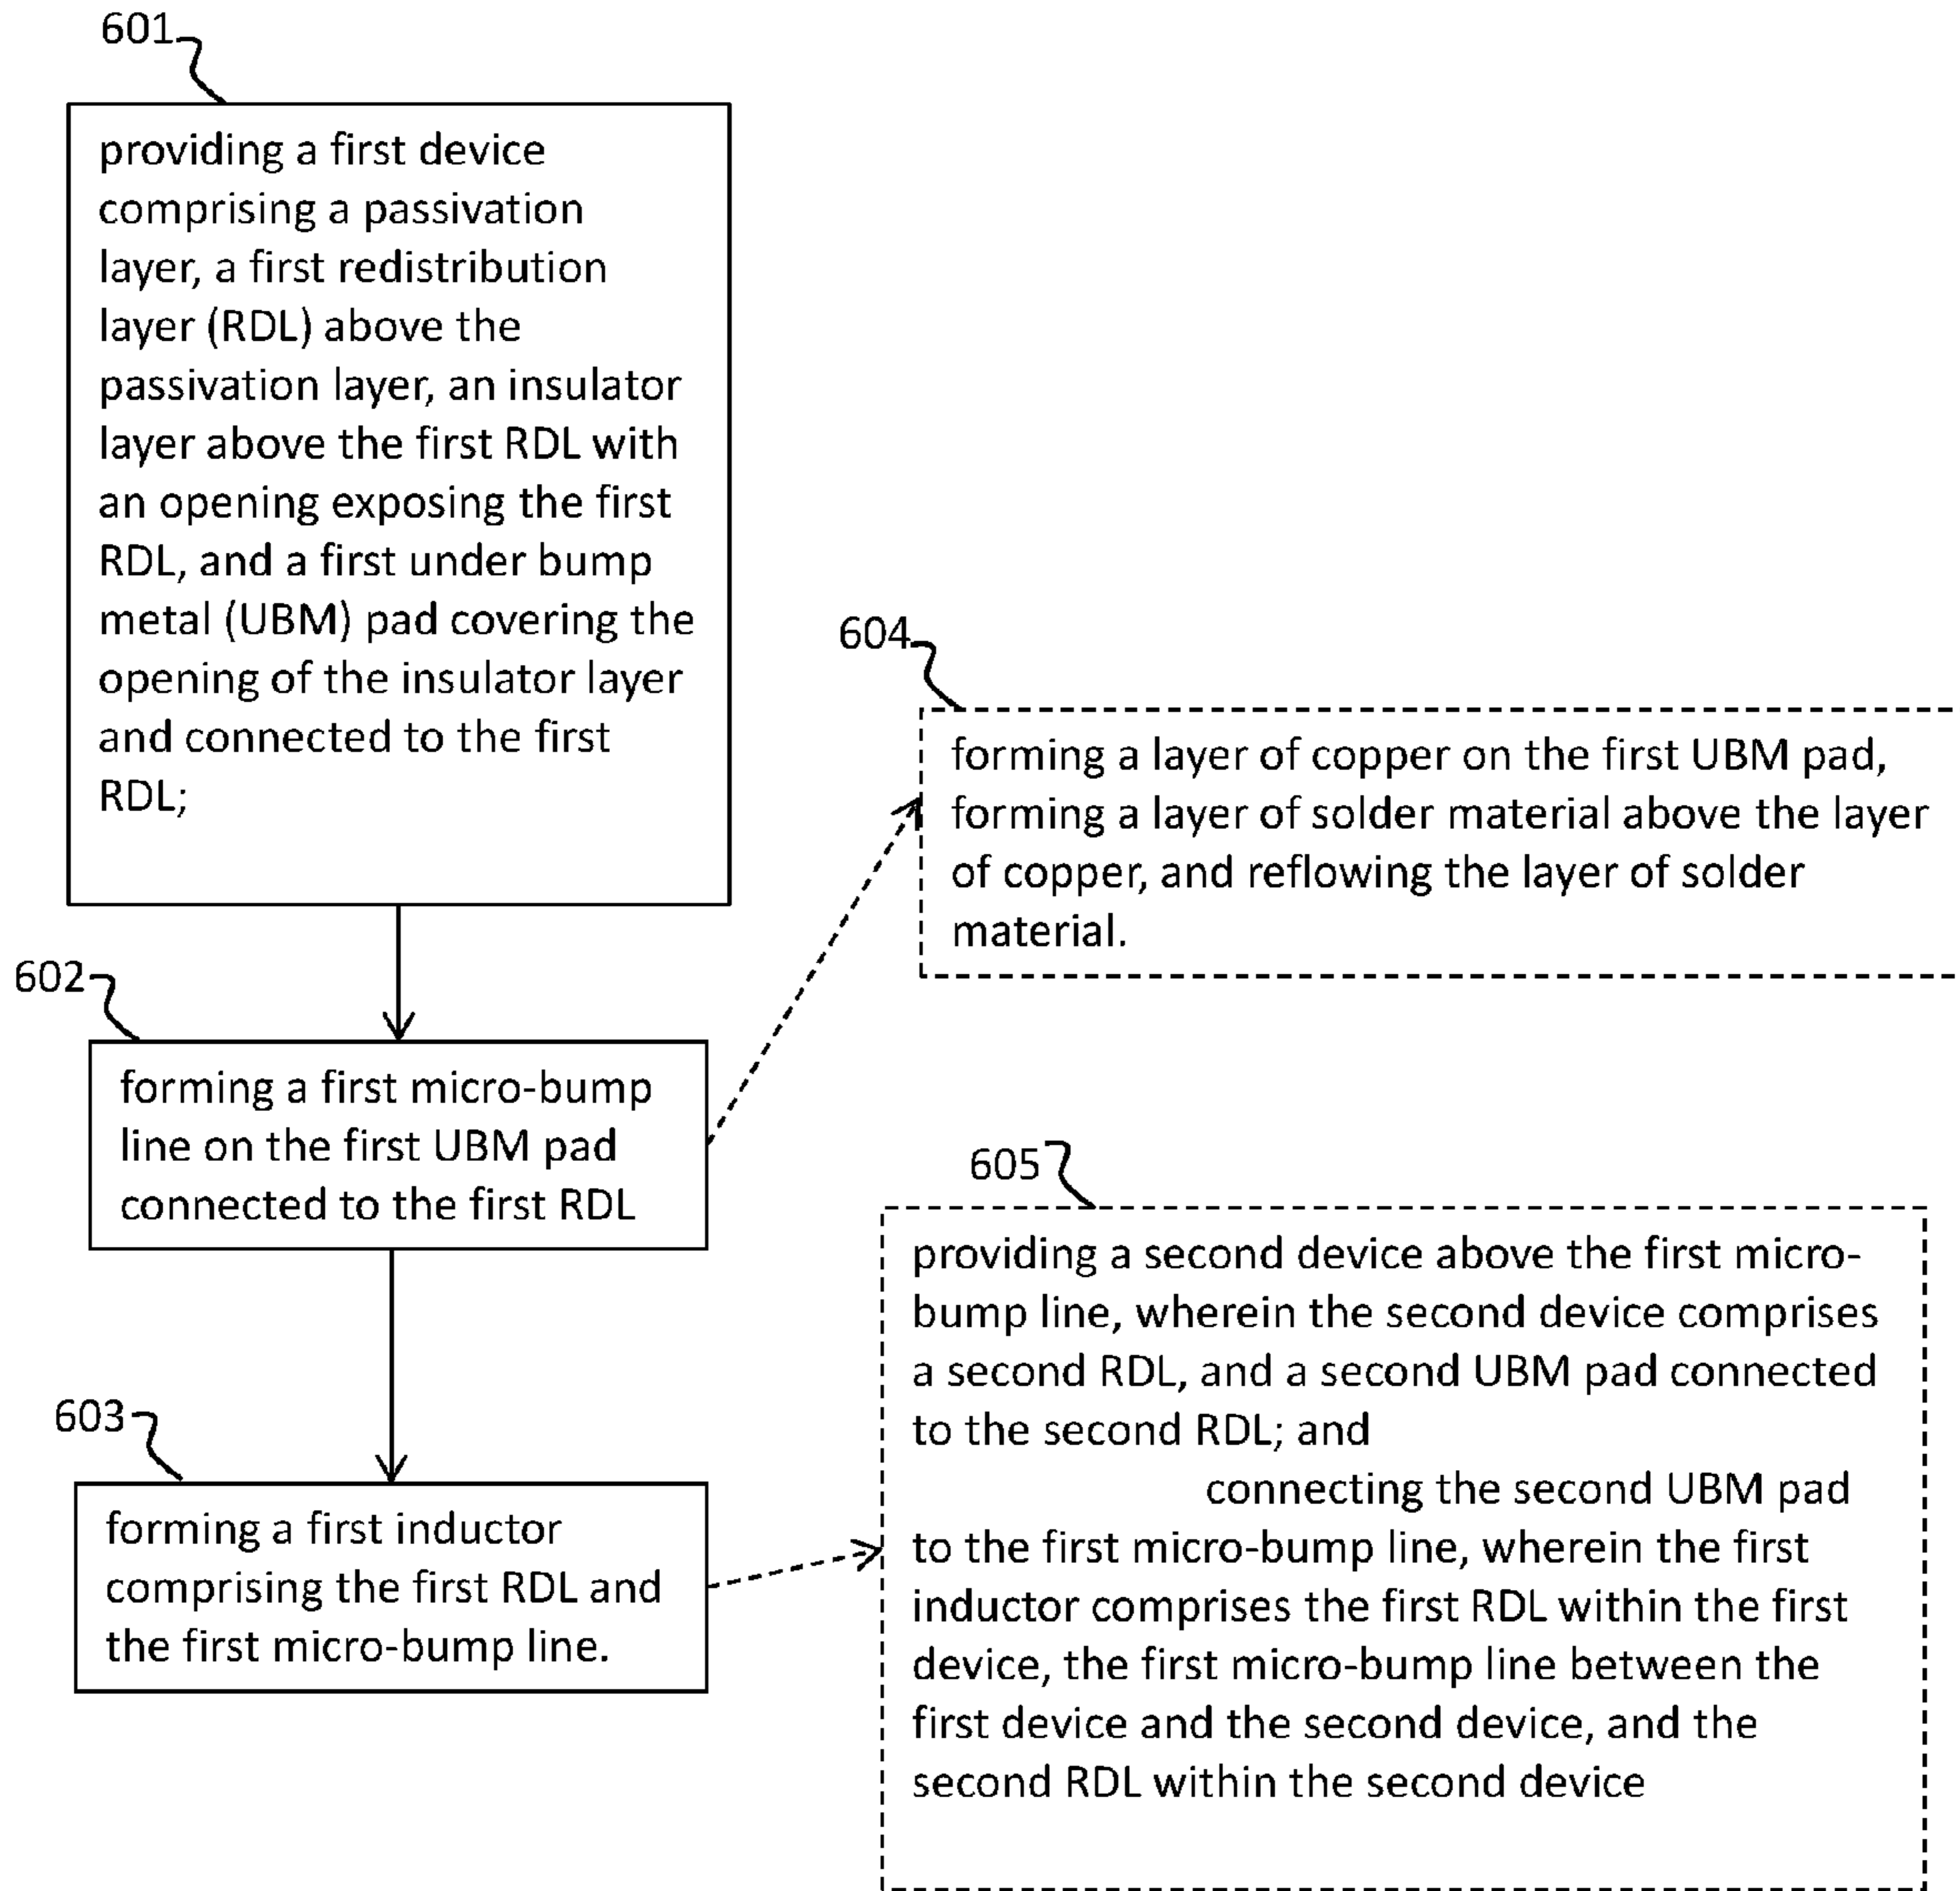 601
providing a first device
comprising a passivation
layer, a first redistribution
layer (RDL) above the
passivation layer, an insulator
layer above the first RDL with
an opening exposing the first
RDL, and a first under bump
metal (UBM) pad covering the
opening of the insulator layer
and connected to the first
RDL;
602
forming a first micro-bump
line on the first UBM pad
connected to the first RDL
603
forming a first inductor
comprising the first RDL and
the first micro-bump line.
604
forming a layer of copper on the first UBM pad,
forming a layer of solder material above the layer
of copper, and reflowing the layer of solder
material.
605
providing a second device above the first micro-
bump line, wherein the second device comprises
a second RDL, and a second UBM pad connected
to the second RDL; and
connecting the second UBM pad
to the first micro-bump line, wherein the first
inductor comprises the first RDL within the first
device, the first micro-bump line between the
first device and the second device, and the
second RDL within the second device